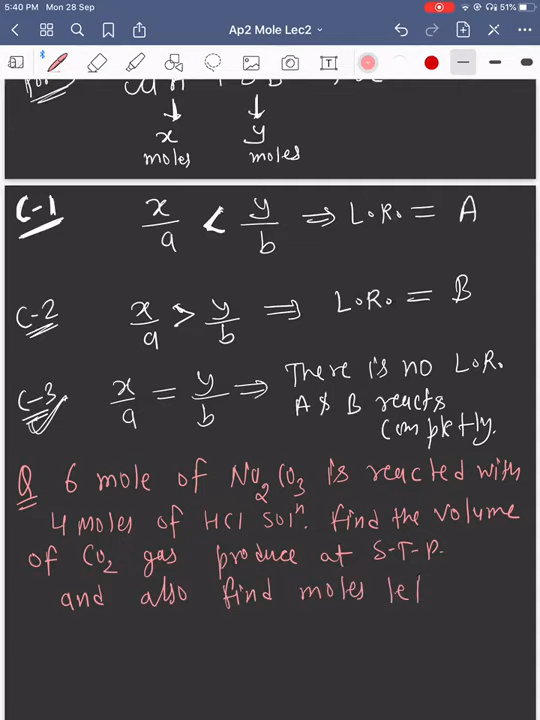 5:40 PM Mon 28 Sep
51%
Ap2 Mole Lec2
T
x
y
moles
moles
C-1 x/a < y/b ⇒ L.R. = A
C-2 x/a > y/b ⇒ L.R. = B
C-3 x/a = y/b ⇒ There is no L.R.
A & B reacts
completly.
Q 6 mole of Na2CO3 is reacted with
4 moles of HCl Solⁿ. find the volume
of CO2 gas produce at S-T-P.
and also find moles lef